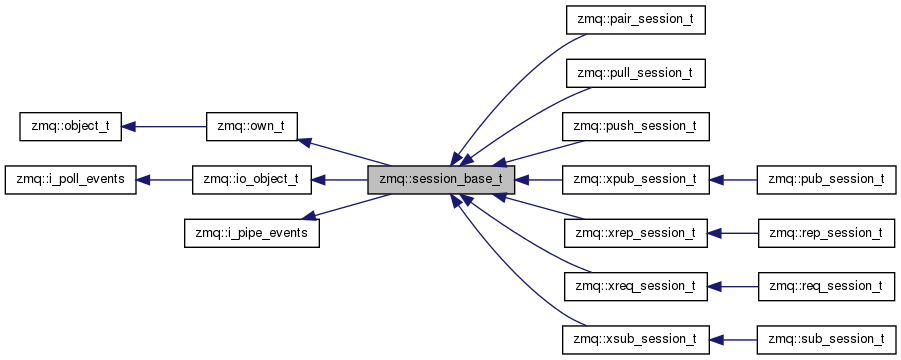 zmq::pair_session_t
zmq::pull_session_t
zmq::object_t
zmq::own_t
zmq::push_session_t
zmq::i_poll_events
zmq::io_object_t
zmq::session_base_t
zmq::xpub_session_t
zmq::pub_session_t
zmq::i_pipe_events
zmq::xrep_session_t
zmq::rep_session_t
zmq::xreq_session_t
zmq::req_session_t
zmq::xsub_session_t
zmq::sub_session_t